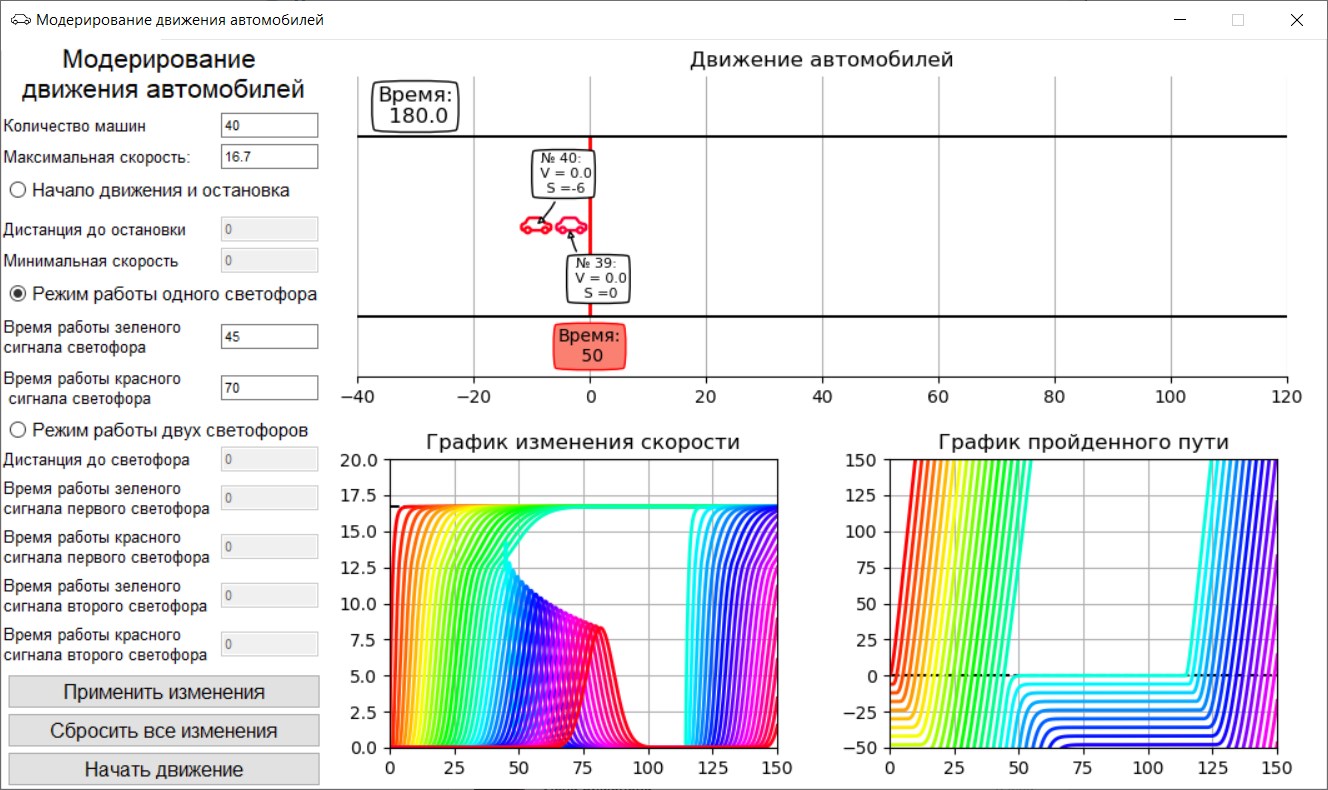 Модерирование движения автомобилей
Модерирование
движения автомобилей
Количество машин
40
Максимальная скорость:
16.7
Начало движения и остановка
Дистанция до остановки
0
Минимальная скорость
0
Режим работы одного светофора
Время работы зеленого
сигнала светофора
45
Время работы красного
сигнала светофора
70
Режим работы двух светофоров
Дистанция до светофора
0
Время работы зеленого
сигнала первого светофора
0
Время работы красного
сигнала первого светофора
0
Время работы зеленого
сигнала второго светофора
0
Время работы красного
сигнала второго светофора
0
Применить изменения
Сбросить все изменения
Начать движение
Движение автомобилей
Время:
180.0
№ 40:
V = 0.0
S =-6
№ 39:
V = 0.0
S =0
Время:
50
−40 −20 0 20 40 60 80 100 120
График изменения скорости
20.0
17.5
15.0
12.5
10.0
7.5
5.0
2.5
0.0
0 25 50 75 100 125 150
График пройденного пути
150
125
100
75
50
25
0
−25
−50
0 25 50 75 100 125 150